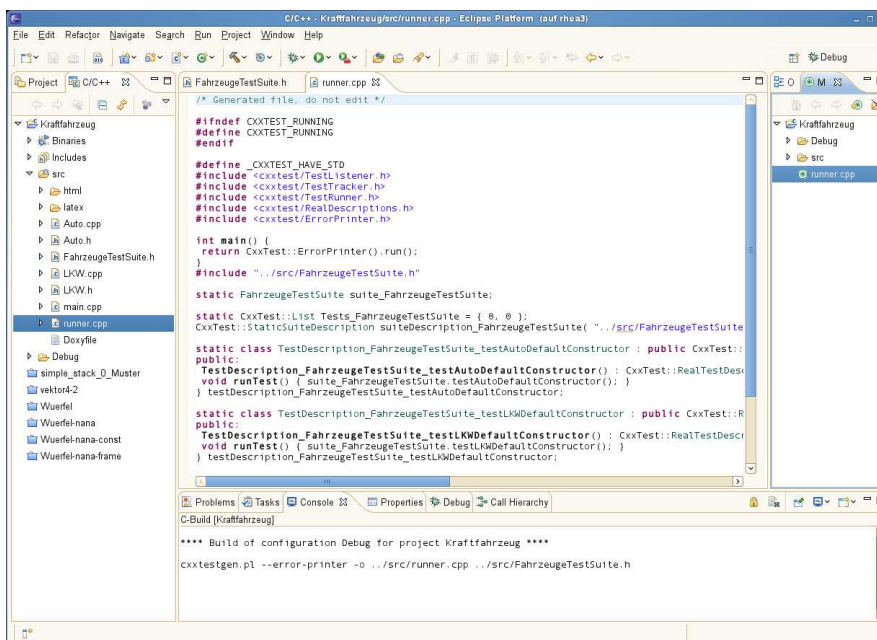 C/C++ - Kraftfahrzeug/src/runner.cpp - Eclipse Platform (auf rhea3)
File Edit Refactor Navigate Search Run Project Window Help
Debug
Project C/C++
Kraftfahrzeug
Binaries
Includes
src
html
latex
Auto.cpp
Auto.h
FahrzeugeTestSuite.h
LKW.cpp
LKW.h
main.cpp
runner.cpp
Doxyfile
Debug
simple_stack_0_Muster
vektor4-2
Wuerfel
Wuerfel-nana
Wuerfel-nana-const
Wuerfel-nana-frame
FahrzeugeTestSuite.h runner.cpp
/* Generated file, do not edit */
#ifndef CXXTEST_RUNNING
#define CXXTEST_RUNNING
#endif
#define _CXXTEST_HAVE_STD
#include <cxxtest/TestListener.h>
#include <cxxtest/TestTracker.h>
#include <cxxtest/TestRunner.h>
#include <cxxtest/RealDescriptions.h>
#include <cxxtest/ErrorPrinter.h>
int main() {
return CxxTest::ErrorPrinter().run();
}
#include "../src/FahrzeugeTestSuite.h"
static FahrzeugeTestSuite suite_FahrzeugeTestSuite;
static CxxTest::List Tests_FahrzeugeTestSuite = { 0, 0 };
CxxTest::StaticSuiteDescription suiteDescription_FahrzeugeTestSuite( "../src/FahrzeugeTestSuite
static class TestDescription_FahrzeugeTestSuite_testAutoDefaultConstructor : public CxxTest::
public:
TestDescription_FahrzeugeTestSuite_testAutoDefaultConstructor() : CxxTest::RealTestDesc
void runTest() { suite_FahrzeugeTestSuite.testAutoDefaultConstructor(); }
} testDescription_FahrzeugeTestSuite_testAutoDefaultConstructor;
static class TestDescription_FahrzeugeTestSuite_testLKWDefaultConstructor : public CxxTest::R
public:
TestDescription_FahrzeugeTestSuite_testLKWDefaultConstructor() : CxxTest::RealTestDescr
void runTest() { suite_FahrzeugeTestSuite.testLKWDefaultConstructor(); }
} testDescription_FahrzeugeTestSuite_testLKWDefaultConstructor;
O M
Kraftfahrzeug
Debug
src
runner.cpp
Problems Tasks Console Properties Debug Call Hierarchy
C-Build [Kraftfahrzeug]
**** Build of configuration Debug for project Kraftfahrzeug ****
cxxtestgen.pl --error-printer -o ../src/runner.cpp ../src/FahrzeugeTestSuite.h